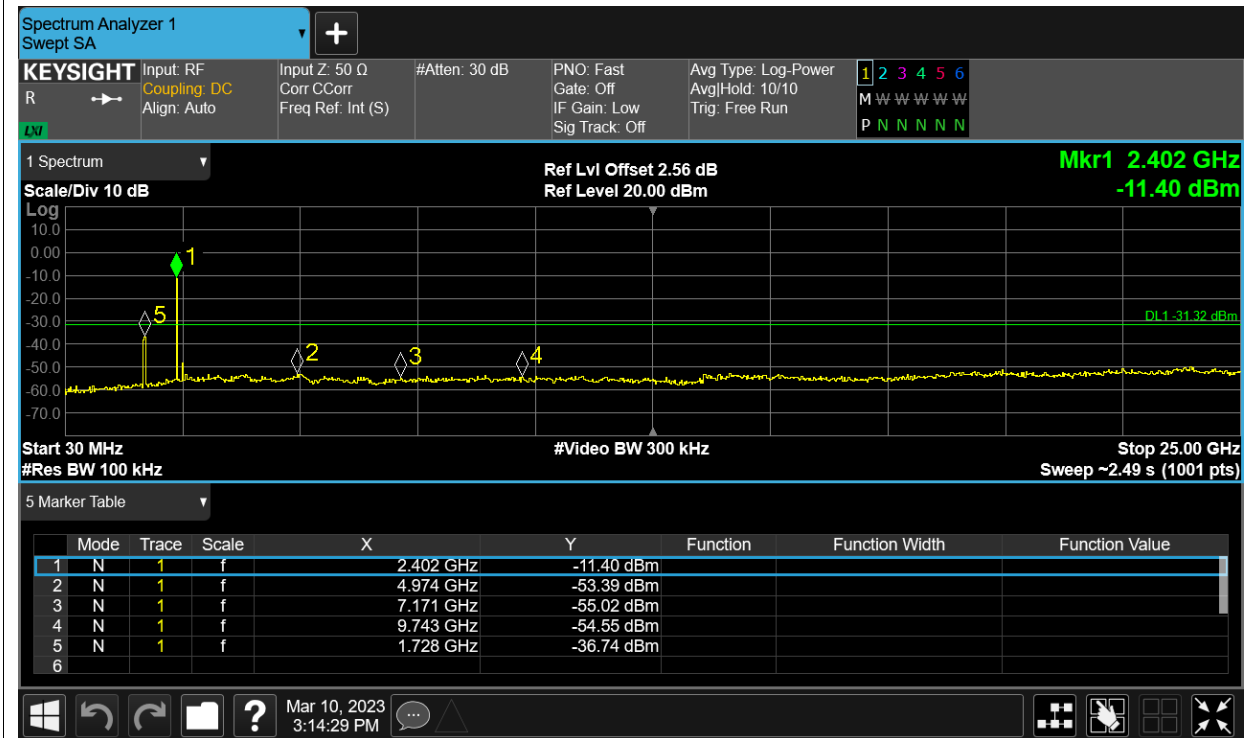 Spectrum Analyzer 1
Swept SA
KEYSIGHT
R
LXI
Input: RF
Coupling: DC
Align: Auto
Input Z: 50 Ω
Corr CCorr
Freq Ref: Int (S)
#Atten: 30 dB
PNO: Fast
Gate: Off
IF Gain: Low
Sig Track: Off
Avg Type: Log-Power
Avg|Hold: 10/10
Trig: Free Run
1 2 3 4 5 6
M W W W W W
P N N N N N
1 Spectrum
Scale/Div 10 dB
Ref Lvl Offset 2.56 dB
Ref Level 20.00 dBm
Mkr1 2.402 GHz
-11.40 dBm
Log
10.0
0.00
-10.0
-20.0
-30.0
-40.0
-50.0
-60.0
-70.0
1
5
2
3
4
DL1 -31.32 dBm
Start 30 MHz
#Res BW 100 kHz
#Video BW 300 kHz
Stop 25.00 GHz
Sweep ~2.49 s (1001 pts)
5 Marker Table
Mode Trace Scale X Y Function Function Width Function Value
1 N 1 f 2.402 GHz -11.40 dBm
2 N 1 f 4.974 GHz -53.39 dBm
3 N 1 f 7.171 GHz -55.02 dBm
4 N 1 f 9.743 GHz -54.55 dBm
5 N 1 f 1.728 GHz -36.74 dBm
6
?
Mar 10, 2023
3:14:29 PM